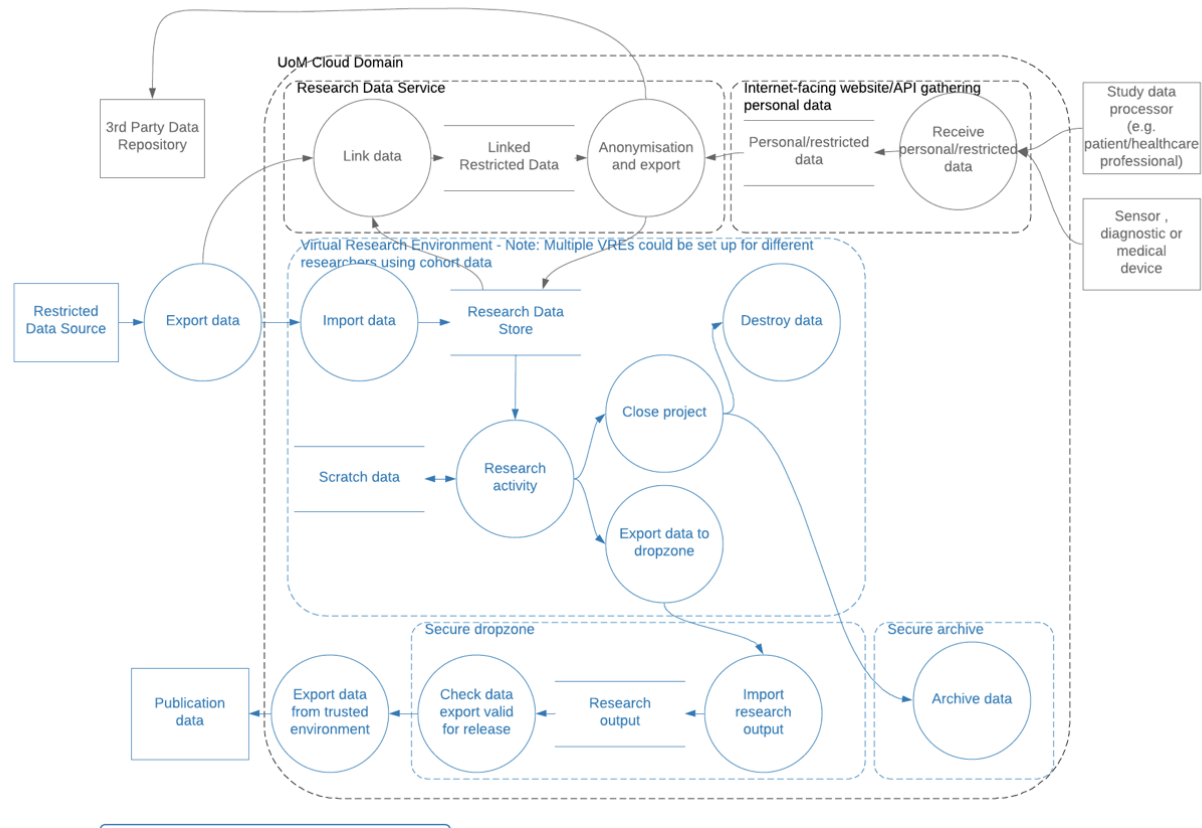 UoM Cloud Domain
Research Data Service
Internet-facing website/API gathering
personal data
3rd Party Data
Repository
Link data
Linked
Restricted Data
Anonymisation
and export
Personal/restricted
data
Receive
personal/restricted
data
Study data
processor
(e.g.
patient/healthcare
professional)
Sensor ,
diagnostic or
medical
device
Virtual Research Environment - Note: Multiple VREs could be set up for different
researchers using cohort data
Restricted
Data Source
Export data
Import data
Research Data
Store
Destroy data
Close project
Scratch data
Research
activity
Export data to
dropzone
Secure dropzone
Secure archive
Publication
data
Export data
from trusted
environment
Check data
export valid
for release
Research
output
Import
research
output
Archive data